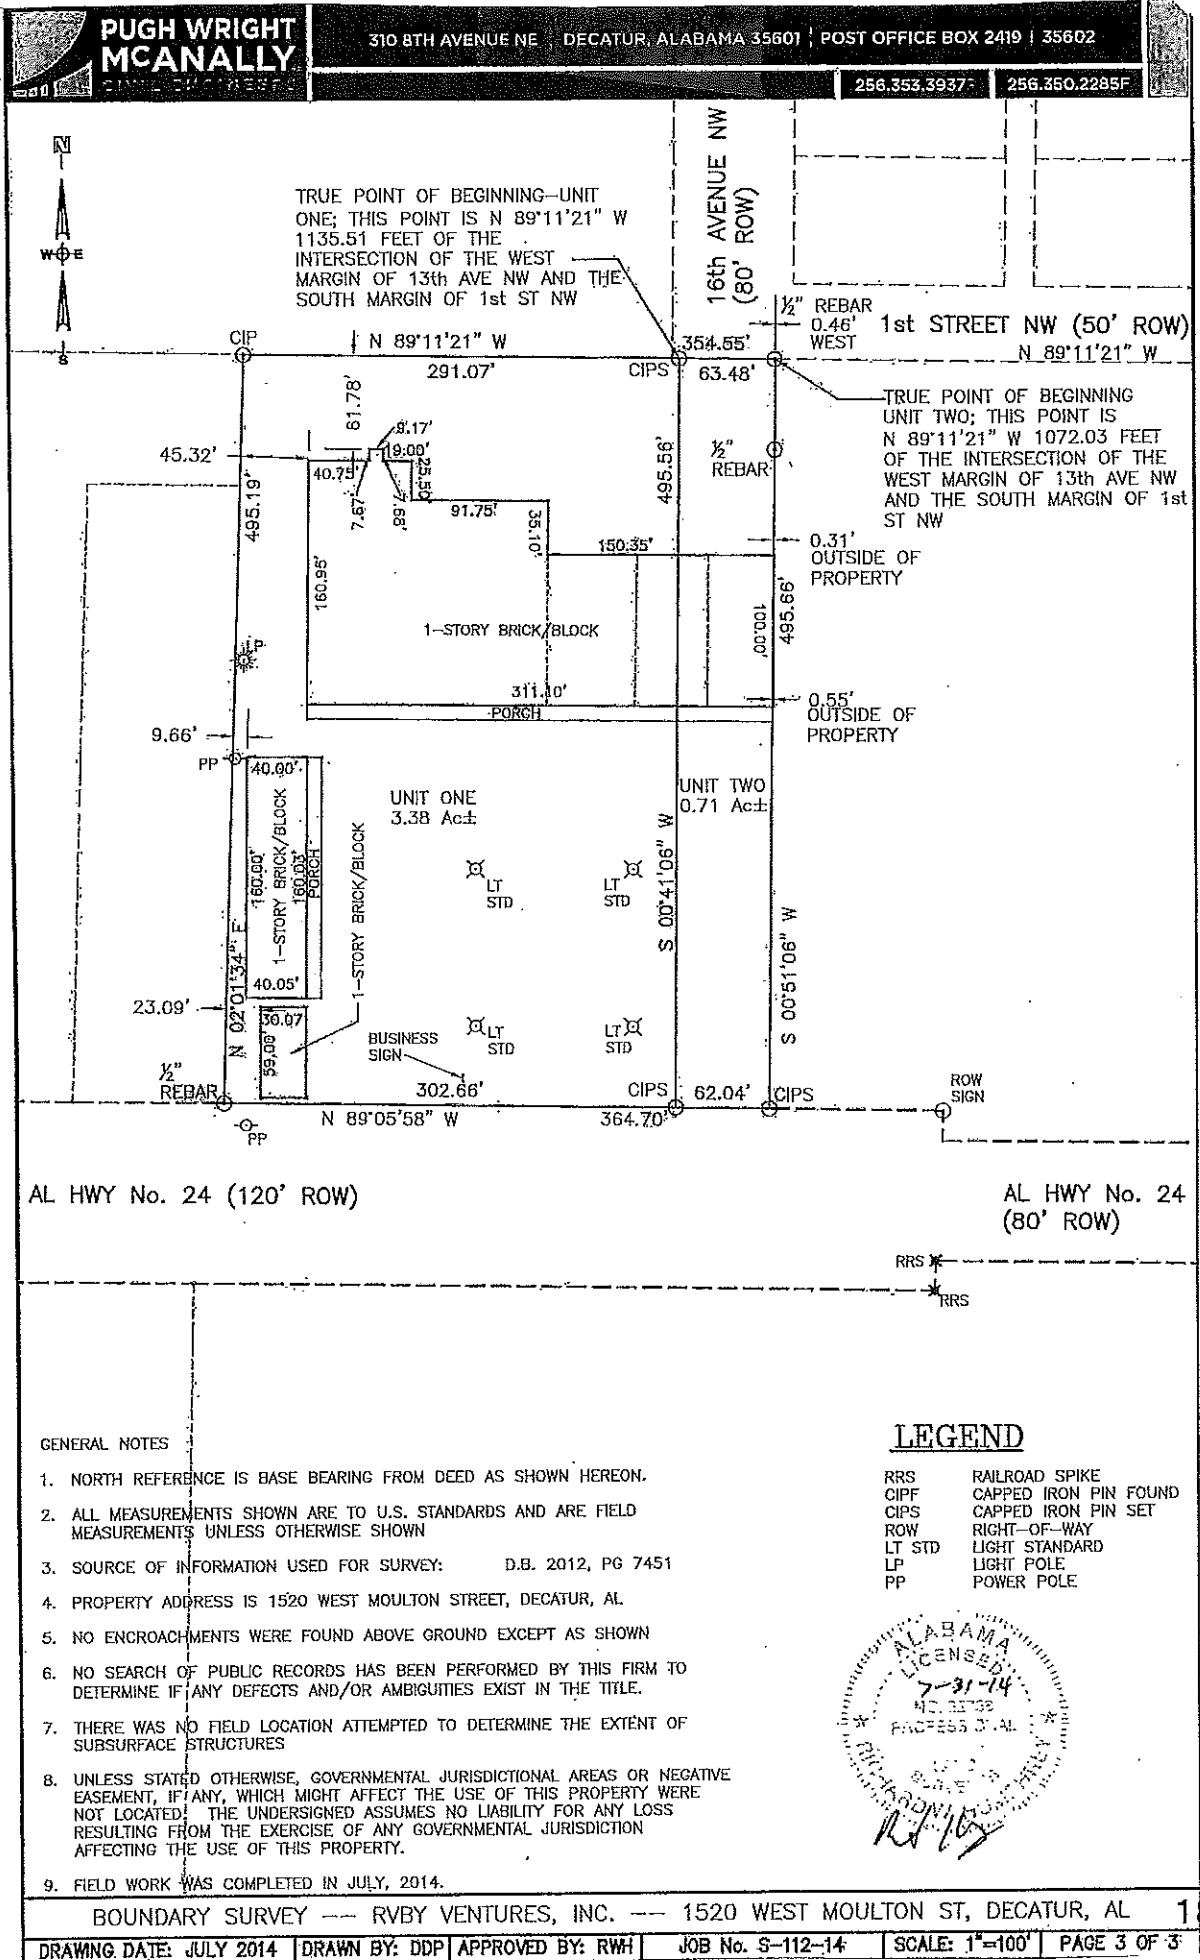 PUGH WRIGHT
MCANALLY
310 8TH AVENUE NE | DECATUR, ALABAMA 35601 | POST OFFICE BOX 2419 | 35602
256.353.3937P 256.350.2285F
N
W E
S
TRUE POINT OF BEGINNING-UNIT
ONE; THIS POINT IS N 89°11'21" W
1135.51 FEET OF THE
INTERSECTION OF THE WEST
MARGIN OF 13th AVE NW AND THE
SOUTH MARGIN OF 1st ST NW
16th AVENUE NW
(80' ROW)
½" REBAR
0.46'
WEST
1st STREET NW (50' ROW)
N 89°11'21" W
CIP
N 89°11'21" W
291.07'
354.55'
CIPS
63.48'
TRUE POINT OF BEGINNING
UNIT TWO; THIS POINT IS
N 89°11'21" W 1072.03 FEET
OF THE INTERSECTION OF THE
WEST MARGIN OF 13th AVE NW
AND THE SOUTH MARGIN OF 1st
ST NW
61.78'
9.17'
45.32'
19.00'
40.75'
25.50'
7.67'
7.68'
91.75'
35.10'
495.19'
495.56'
½"
REBAR
0.31'
OUTSIDE OF
PROPERTY
150.35'
160.95'
1-STORY BRICK/BLOCK
100.00'
495.66'
311.10'
PORCH
0.55'
OUTSIDE OF
PROPERTY
9.66'
PP
40.00'
UNIT ONE
3.38 Ac±
UNIT TWO
0.71 Ac±
160.00'
1-STORY BRICK/BLOCK
160.03'
PORCH
1-STORY BRICK/BLOCK
LT
STD
LT
STD
S 00°41'06" W
S 00°51'06" W
N 02°01'34" E
40.05'
23.09'
30.07
59.00'
BUSINESS
SIGN
LT
STD
LT
STD
½"
REBAR
302.66'
CIPS
62.04'
CIPS
ROW
SIGN
N 89°05'58" W
364.70'
PP
AL HWY No. 24 (120' ROW)
AL HWY No. 24
(80' ROW)
RRS
RRS
GENERAL NOTES
1. NORTH REFERENCE IS BASE BEARING FROM DEED AS SHOWN HEREON.
2. ALL MEASUREMENTS SHOWN ARE TO U.S. STANDARDS AND ARE FIELD
MEASUREMENTS UNLESS OTHERWISE SHOWN
3. SOURCE OF INFORMATION USED FOR SURVEY: D.B. 2012, PG 7451
4. PROPERTY ADDRESS IS 1520 WEST MOULTON STREET, DECATUR, AL
5. NO ENCROACHMENTS WERE FOUND ABOVE GROUND EXCEPT AS SHOWN
6. NO SEARCH OF PUBLIC RECORDS HAS BEEN PERFORMED BY THIS FIRM TO
DETERMINE IF ANY DEFECTS AND/OR AMBIGUITIES EXIST IN THE TITLE.
7. THERE WAS NO FIELD LOCATION ATTEMPTED TO DETERMINE THE EXTENT OF
SUBSURFACE STRUCTURES
8. UNLESS STATED OTHERWISE, GOVERNMENTAL JURISDICTIONAL AREAS OR NEGATIVE
EASEMENT, IF ANY, WHICH MIGHT AFFECT THE USE OF THIS PROPERTY WERE
NOT LOCATED. THE UNDERSIGNED ASSUMES NO LIABILITY FOR ANY LOSS
RESULTING FROM THE EXERCISE OF ANY GOVERNMENTAL JURISDICTION
AFFECTING THE USE OF THIS PROPERTY.
9. FIELD WORK WAS COMPLETED IN JULY, 2014.
LEGEND
RRS RAILROAD SPIKE
CIPF CAPPED IRON PIN FOUND
CIPS CAPPED IRON PIN SET
ROW RIGHT-OF-WAY
LT STD LIGHT STANDARD
LP LIGHT POLE
PP POWER POLE
ALABAMA
LICENSED
7-31-14
PROFESSIONAL
BOUNDARY SURVEY -- RVBY VENTURES, INC. -- 1520 WEST MOULTON ST, DECATUR, AL
DRAWING DATE: JULY 2014 DRAWN BY: DDP APPROVED BY: RWH JOB No. S-112-14 SCALE: 1"=100' PAGE 3 OF 3